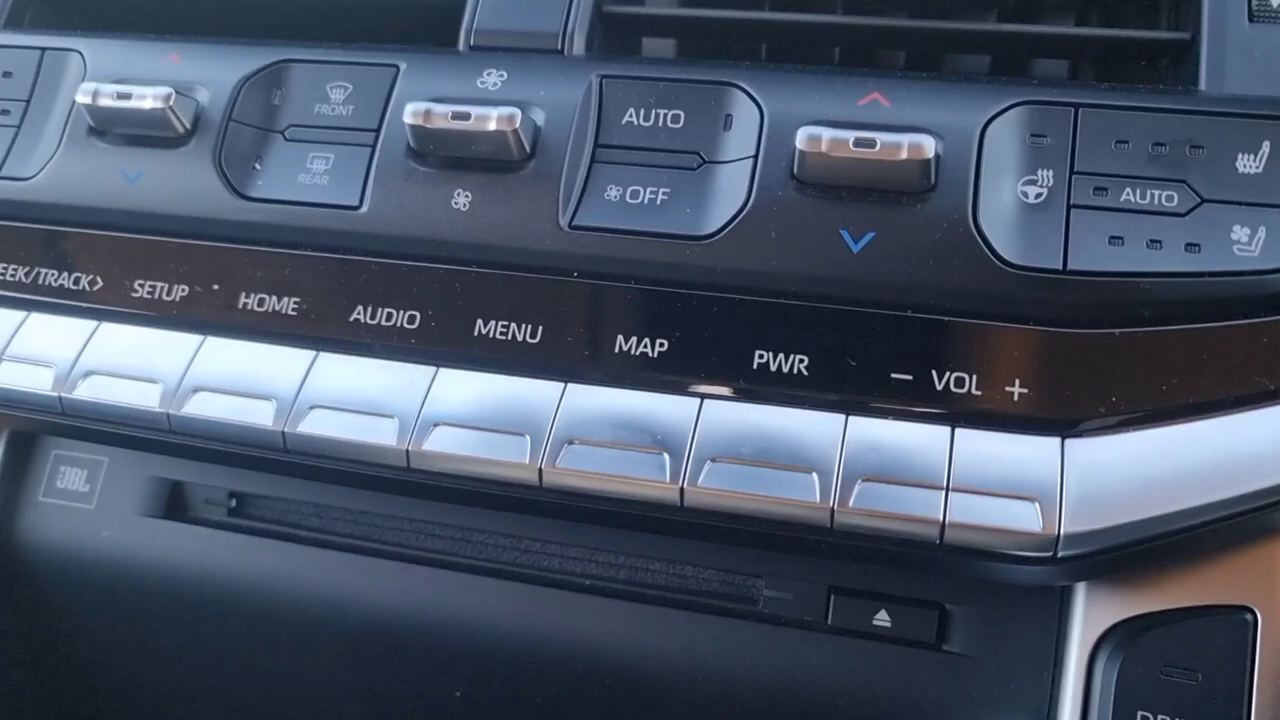 FRONT
REAR
AUTO
OFF
AUTO
EEK/TRACK>
SETUP
HOME
AUDIO
MENU
MAP
PWR
− VOL +
JBL